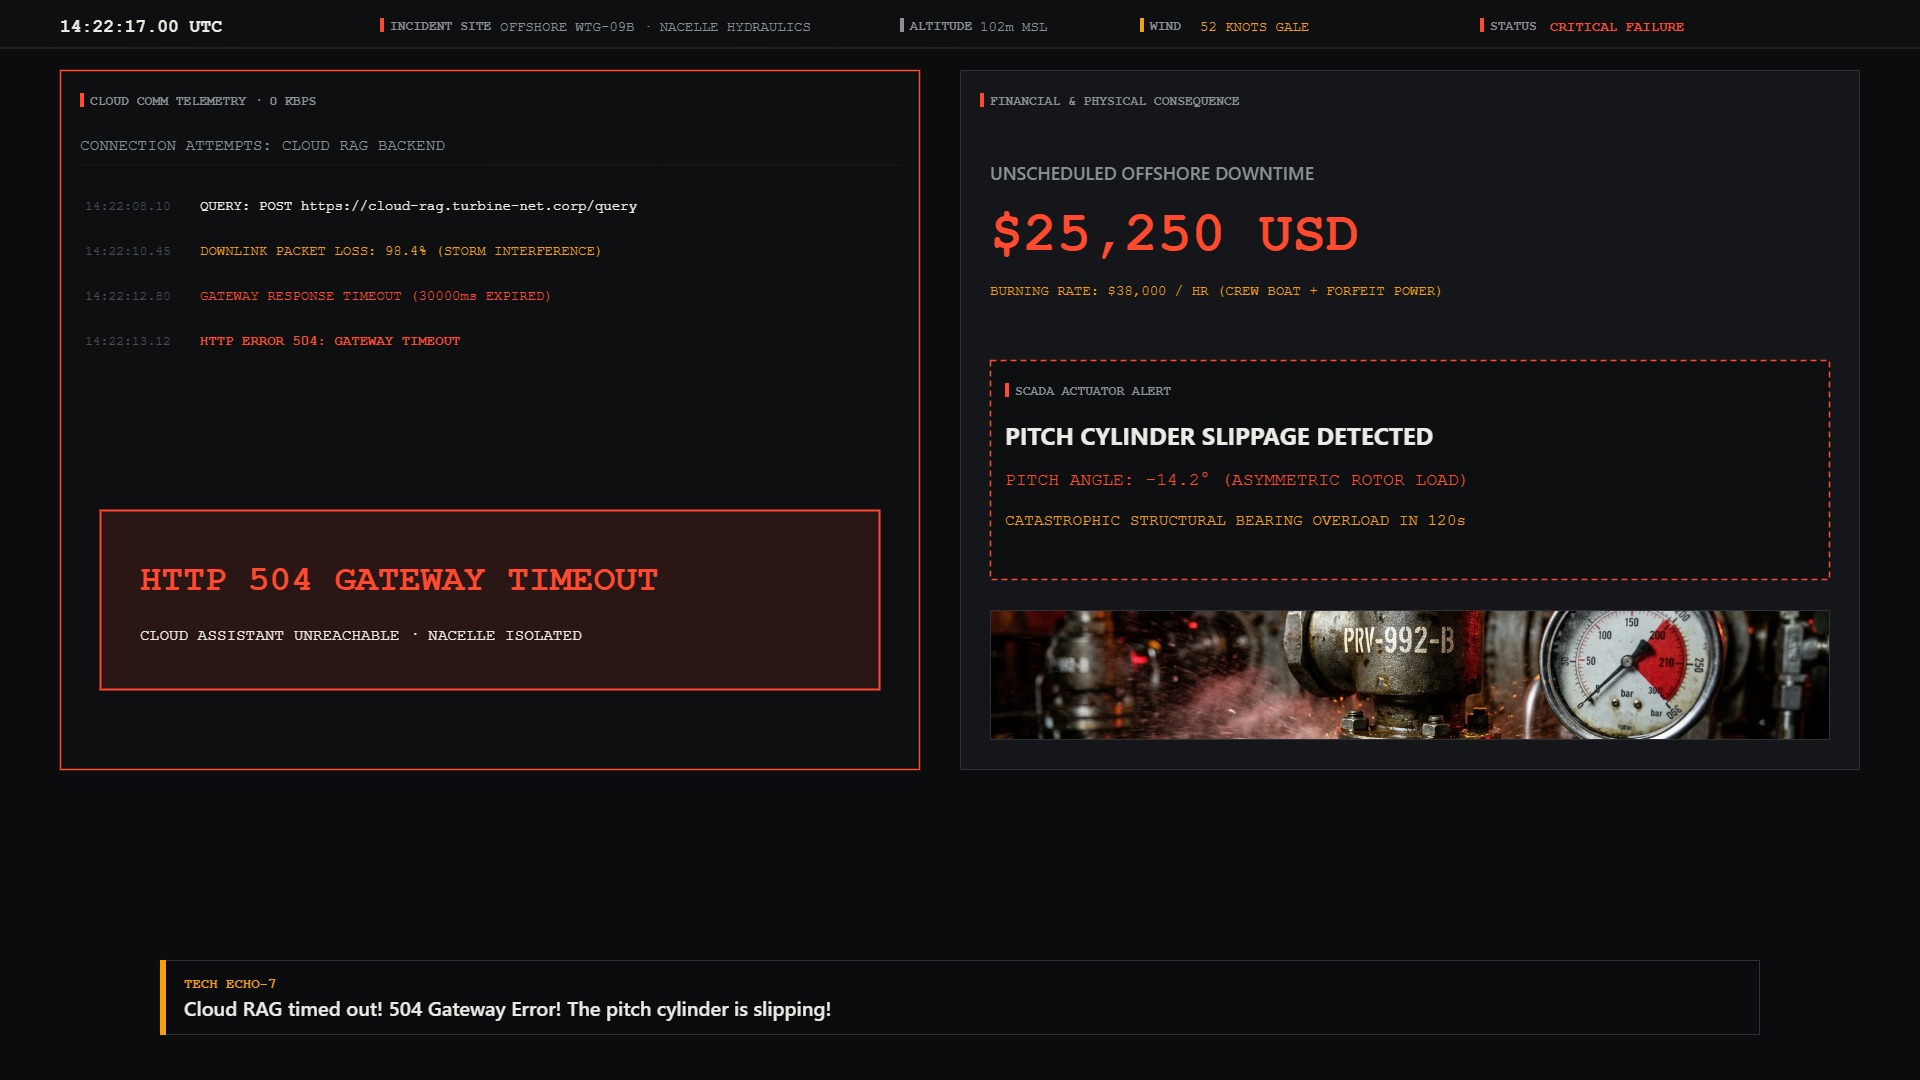 14:22:17.00 UTC
INCIDENT SITE OFFSHORE WTG-09B · NACELLE HYDRAULICS
ALTITUDE 102m MSL
WIND 52 KNOTS GALE
STATUS CRITICAL FAILURE
CLOUD COMM TELEMETRY · 0 KBPS
CONNECTION ATTEMPTS: CLOUD RAG BACKEND
14:22:08.10 QUERY: POST https://cloud-rag.turbine-net.corp/query
14:22:10.45 DOWNLINK PACKET LOSS: 98.4% (STORM INTERFERENCE)
14:22:12.80 GATEWAY RESPONSE TIMEOUT (30000ms EXPIRED)
14:22:13.12 HTTP ERROR 504: GATEWAY TIMEOUT
HTTP 504 GATEWAY TIMEOUT
CLOUD ASSISTANT UNREACHABLE · NACELLE ISOLATED
FINANCIAL & PHYSICAL CONSEQUENCE
UNSCHEDULED OFFSHORE DOWNTIME
$25,250 USD
BURNING RATE: $38,000 / HR (CREW BOAT + FORFEIT POWER)
SCADA ACTUATOR ALERT
PITCH CYLINDER SLIPPAGE DETECTED
PITCH ANGLE: -14.2° (ASYMMETRIC ROTOR LOAD)
CATASTROPHIC STRUCTURAL BEARING OVERLOAD IN 120s
PRV-992-B
0 50 100 150 200 210 250 300
bar
bar
TECH ECHO-7
Cloud RAG timed out! 504 Gateway Error! The pitch cylinder is slipping!